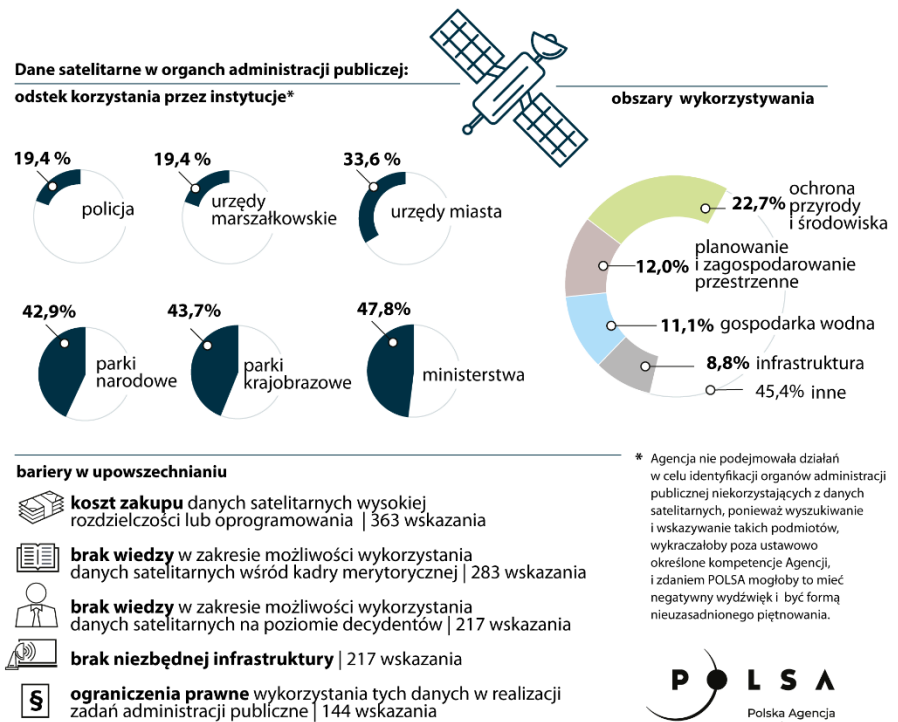 Dane satelitarne w organch administracji publiczej:
odstek korzystania przez instytucje*
19,4 %
policja
19,4 %
urzędy
marszałkowskie
33,6 %
urzędy miasta
42,9%
parki
narodowe
43,7%
parki
krajobrazowe
47,8%
ministerstwa
obszary wykorzystywania
22,7% ochrona
przyrody
i środowiska
12,0% planowanie
i zagospodarowanie
przestrzenne
11,1% gospodarka wodna
8,8% infrastruktura
45,4% inne
bariery w upowszechnianiu
koszt zakupu danych satelitarnych wysokiej
rozdzielczości lub oprogramowania | 363 wskazania
brak wiedzy w zakresie możliwości wykorzystania
danych satelitarnych wśród kadry merytorycznej | 283 wskazania
brak wiedzy w zakresie możliwości wykorzystania
danych satelitarnych na poziomie decydentów | 217 wskazania
brak niezbędnej infrastruktury | 217 wskazania
§
ograniczenia prawne wykorzystania tych danych w realizacji
zadań administracji publiczne | 144 wskazania
* Agencja nie podejmowała działań
w celu identyfikacji organów administracji
publicznej niekorzystających z danych
satelitarnych, ponieważ wyszukiwanie
i wskazywanie takich podmiotów,
wykraczałoby poza ustawowo
określone kompetencje Agencji,
i zdaniem POLSA mogłoby to mieć
negatywny wydźwięk i być formą
nieuzasadnionego piętnowania.
POLSA
Polska Agencja